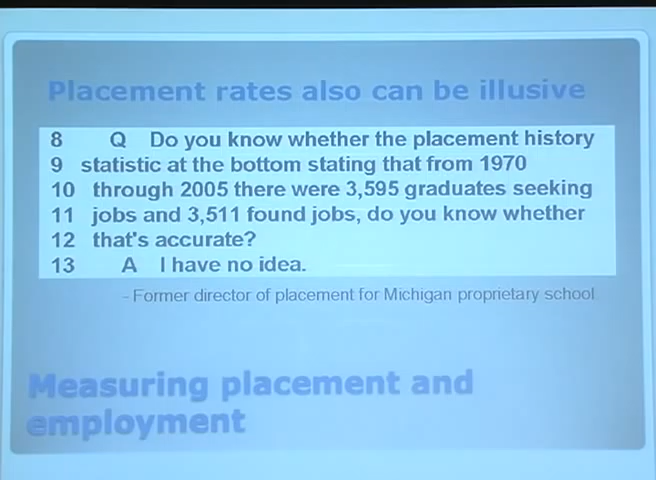 Placement rates also can be illusive
8 Q Do you know whether the placement history
9 statistic at the bottom stating that from 1970
10 through 2005 there were 3,595 graduates seeking
11 jobs and 3,511 found jobs, do you know whether
12 that's accurate?
13 A I have no idea.
- Former director of placement for Michigan proprietary school
Measuring placement and
employment